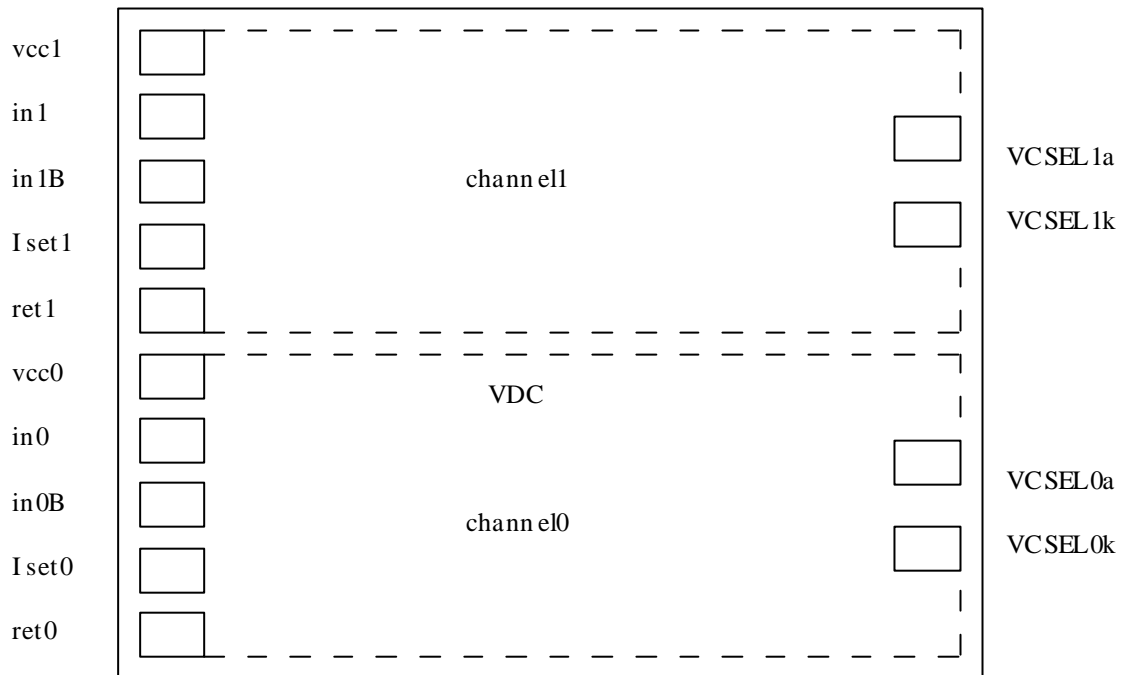 vcc1
in1
in1B
Iset1
ret1
vcc0
in0
in0B
Iset0
ret0
channel1
VDC
channel0
VCSEL1a
VCSEL1k
VCSEL0a
VCSEL0k